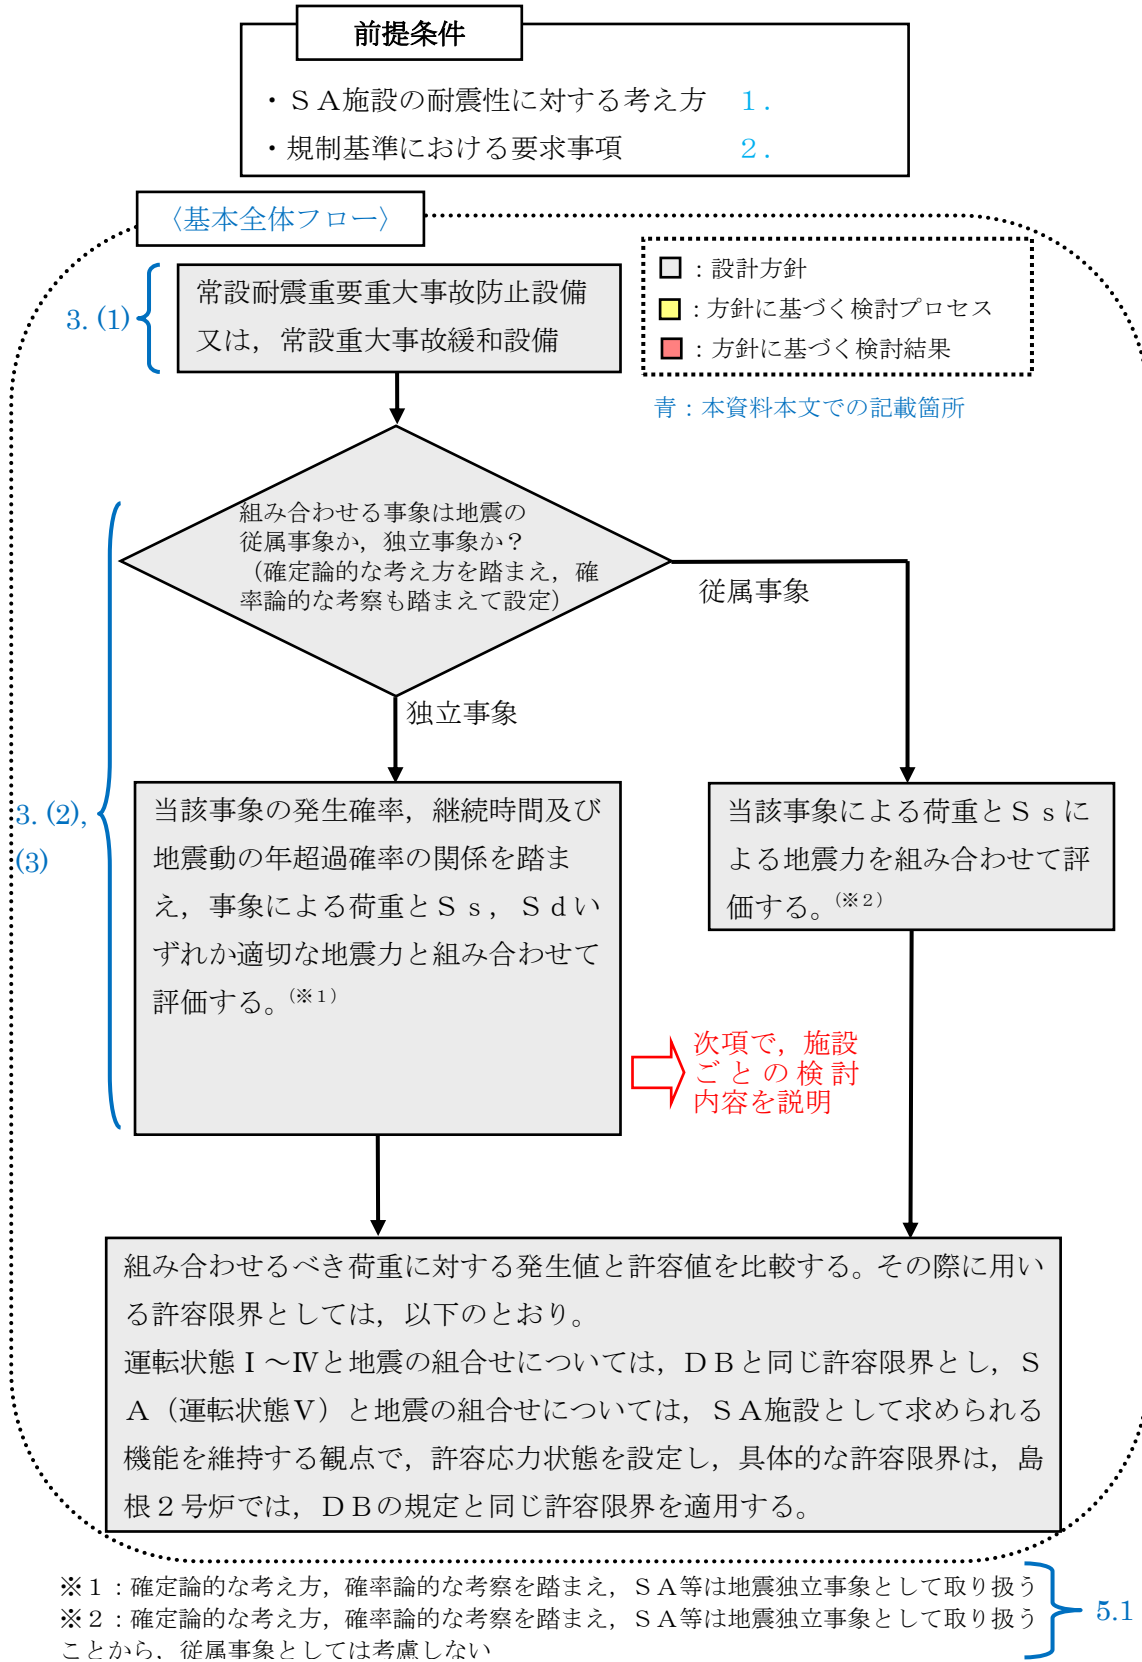 前提条件
・ＳＡ施設の耐震性に対する考え方 １．
・規制基準における要求事項 ２．
〈基本全体フロー〉
：設計方針
：方針に基づく検討プロセス
：方針に基づく検討結果
青：本資料本文での記載箇所
3. (1)
常設耐震重要重大事故防止設備
又は，常設重大事故緩和設備
組み合わせる事象は地震の
従属事象か，独立事象か？
（確定論的な考え方を踏まえ，確
率論的な考察も踏まえて設定）
従属事象
独立事象
3. (2),
(3)
当該事象の発生確率，継続時間及び
地震動の年超過確率の関係を踏ま
え，事象による荷重とＳｓ，Ｓｄい
ずれか適切な地震力と組み合わせて
評価する。(※１)
当該事象による荷重とＳｓに
よる地震力を組み合わせて評
価する。(※２)
次項で，施設
ごとの検討
内容を説明
組み合わせるべき荷重に対する発生値と許容値を比較する。その際に用い
る許容限界としては，以下のとおり。
運転状態Ⅰ～Ⅳと地震の組合せについては，ＤＢと同じ許容限界とし，Ｓ
Ａ（運転状態Ⅴ）と地震の組合せについては，ＳＡ施設として求められる
機能を維持する観点で，許容応力状態を設定し，具体的な許容限界は，島
根２号炉では，ＤＢの規定と同じ許容限界を適用する。
※１：確定論的な考え方，確率論的な考察を踏まえ，ＳＡ等は地震独立事象として取り扱う
※２：確定論的な考え方，確率論的な考察を踏まえ，ＳＡ等は地震独立事象として取り扱う
ことから，従属事象としては考慮しない
5.1